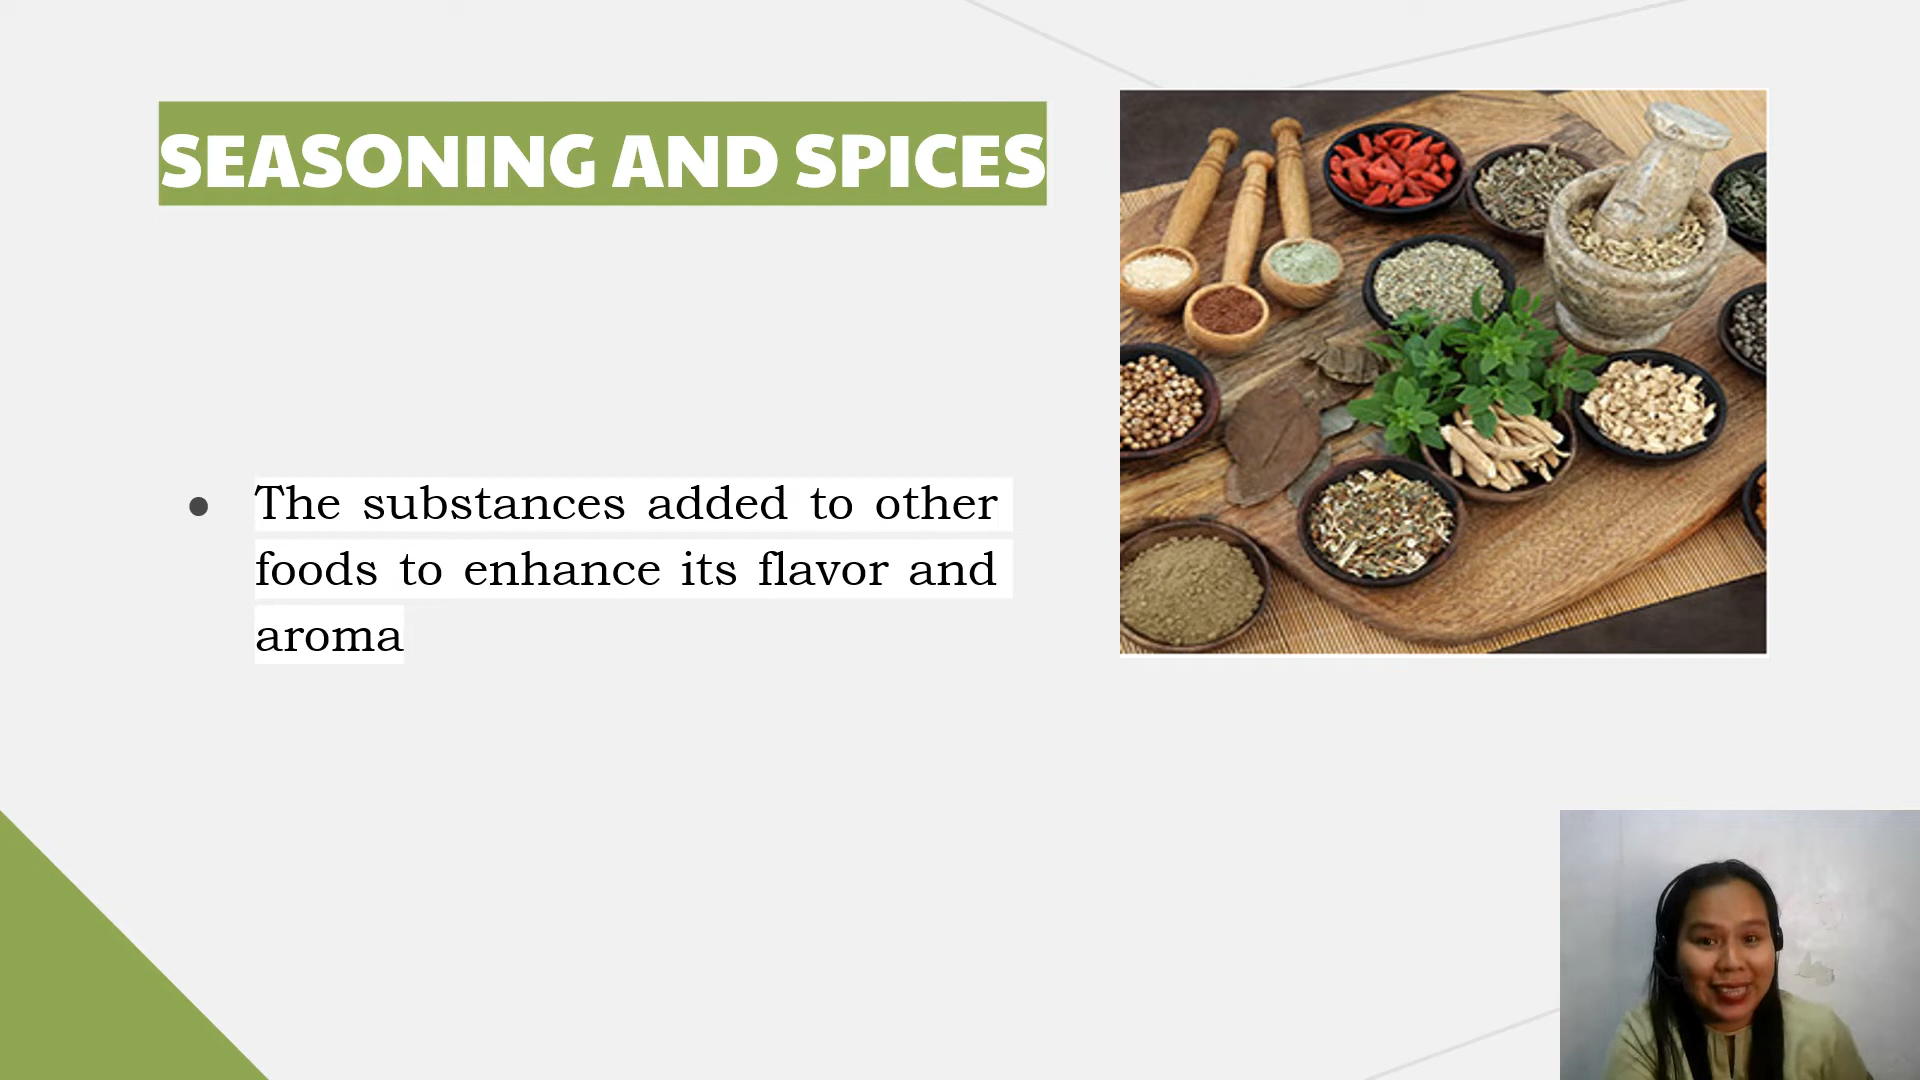 SEASONING AND SPICES
The substances added to other
foods to enhance its flavor and
aroma